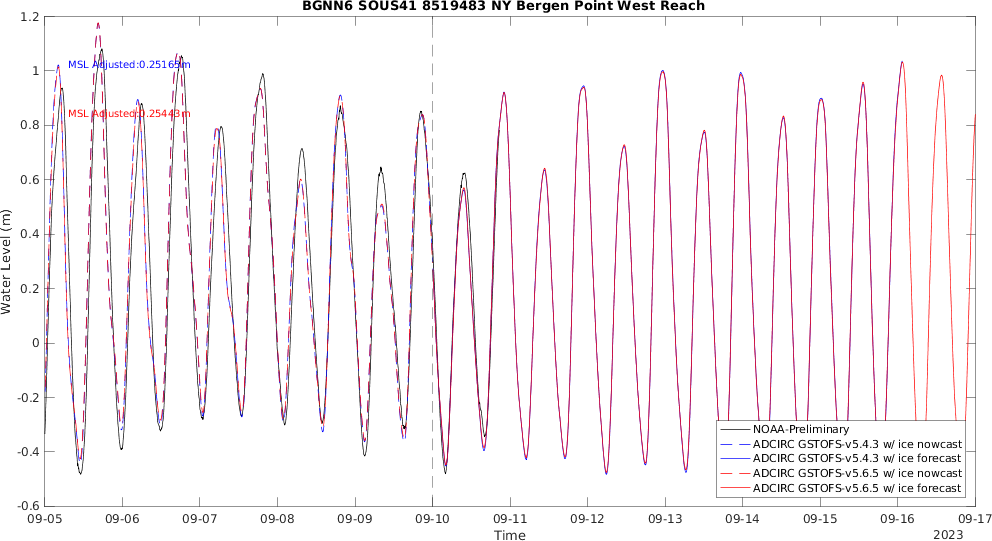 BGNN6 SOUS41 8519483 NY Bergen Point West Reach
1.2
1
0.8
0.6
0.4
0.2
0
-0.2
-0.4
-0.6
Water Level (m)
MSL Adjusted:0.25163m
MSL Adjusted:0.25443m
NOAA-Preliminary
ADCIRC GSTOFS-v5.4.3 w/ ice nowcast
ADCIRC GSTOFS-v5.4.3 w/ ice forecast
ADCIRC GSTOFS-v5.6.5 w/ ice nowcast
ADCIRC GSTOFS-v5.6.5 w/ ice forecast
09-05 09-06 09-07 09-08 09-09 09-10 09-11 09-12 09-13 09-14 09-15 09-16 09-17
Time
2023